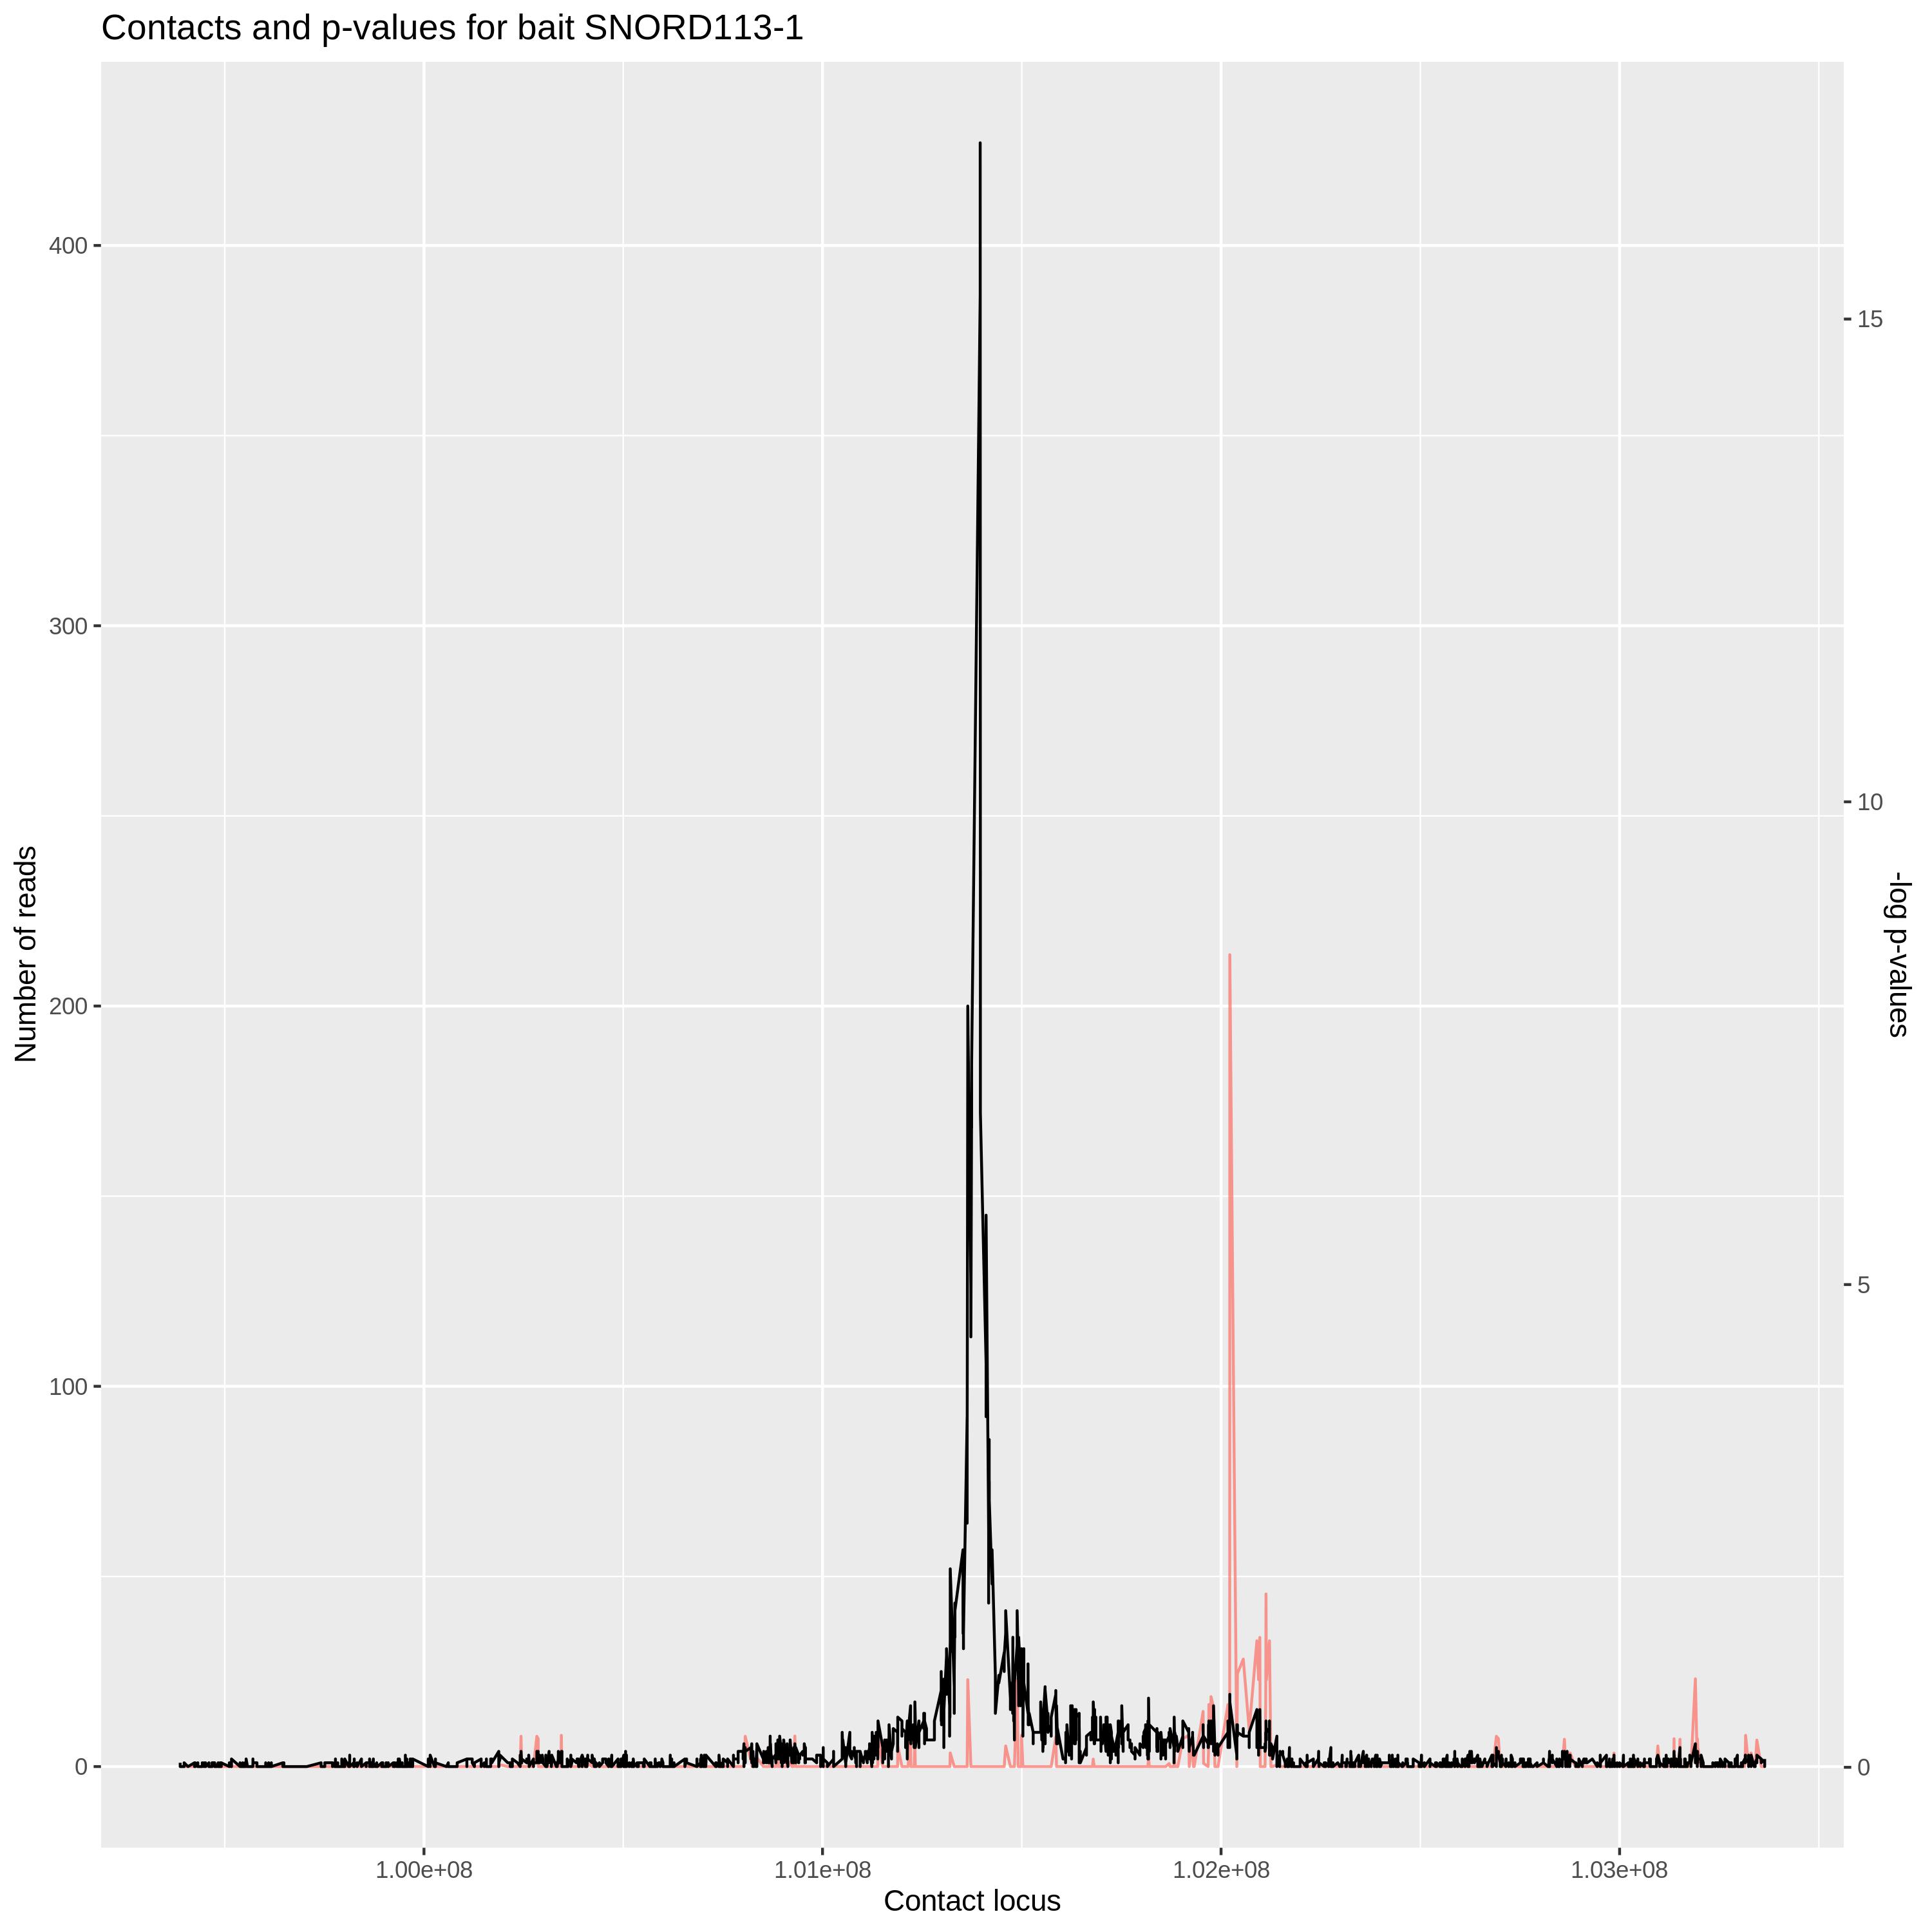 Contacts and p-values for bait SNORD113-1
400
300
200
100
0
Number of reads
15
10
5
0
-log p-values
1.00e+08
1.01e+08
1.02e+08
1.03e+08
Contact locus